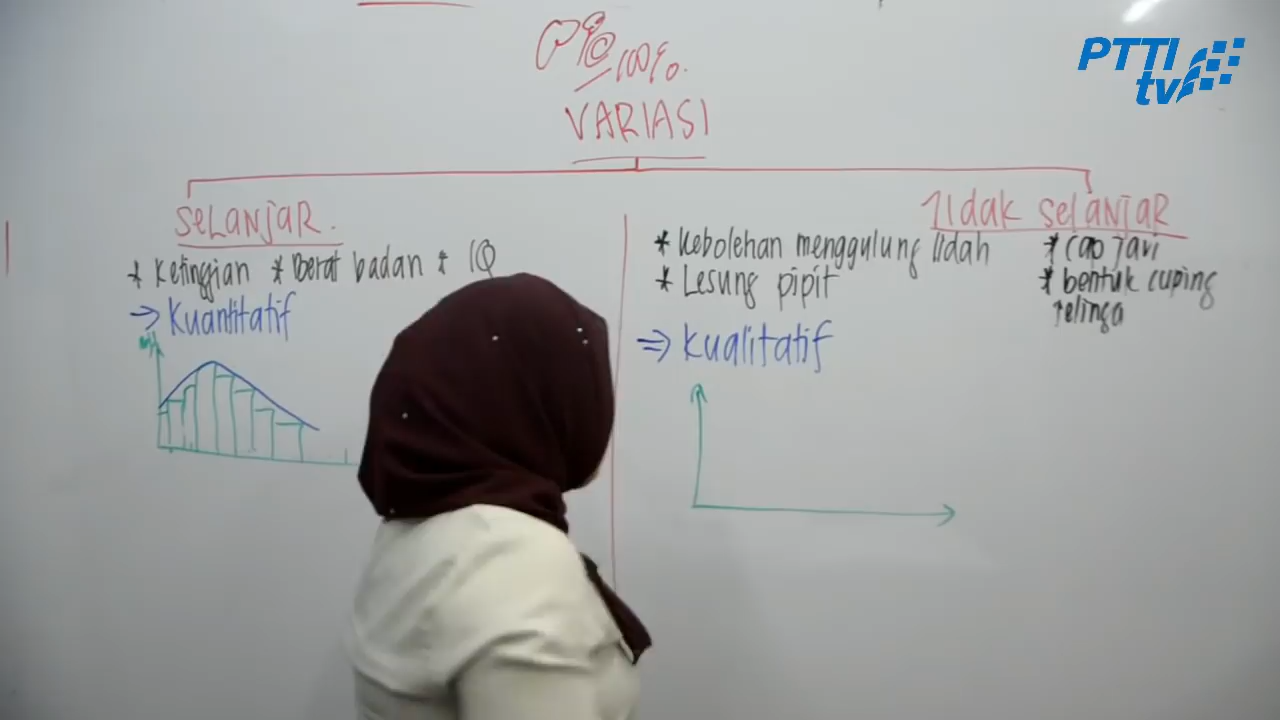 PTTI
tv
100%.
VARIASI
SELANJAR.
* Ketinggian * Berat badan * IQ
⇒ Kuantitatif
Tidak selanjar
* Kebolehan menggulung lidah
* Lesung pipit
* Cap jari
* bentuk cuping
telinga
⇒ Kualitatif